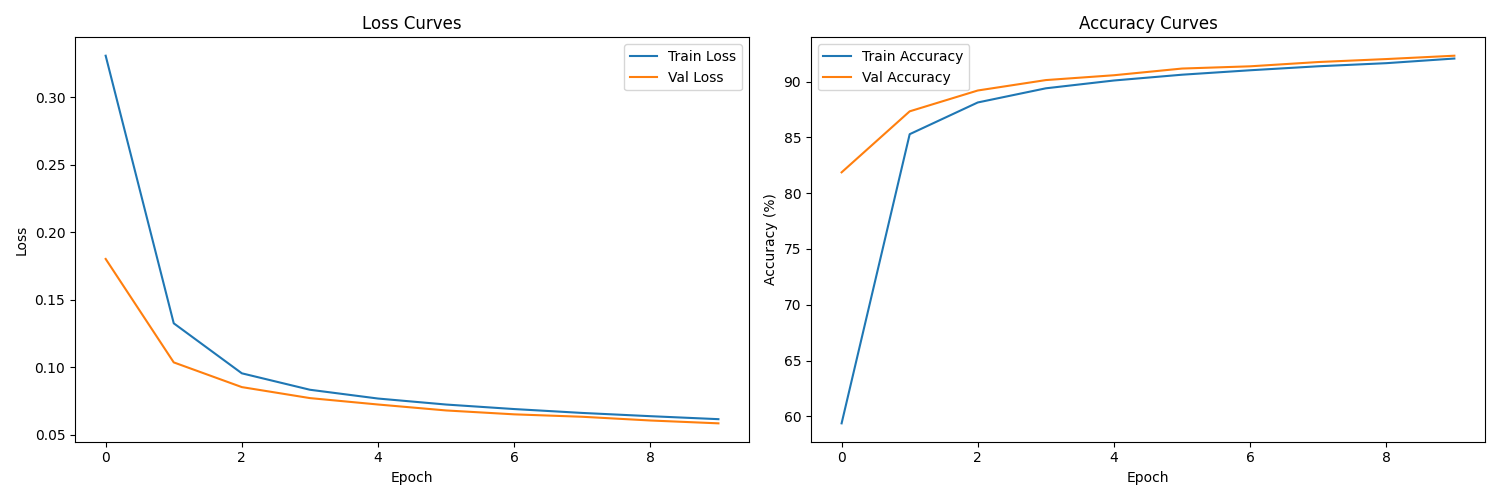 Loss Curves
Train Loss
Val Loss
0.30
0.25
0.20
0.15
0.10
0.05
Loss
0 2 4 6 8
Epoch
Accuracy Curves
Train Accuracy
Val Accuracy
90
85
80
75
70
65
60
Accuracy (%)
0 2 4 6 8
Epoch